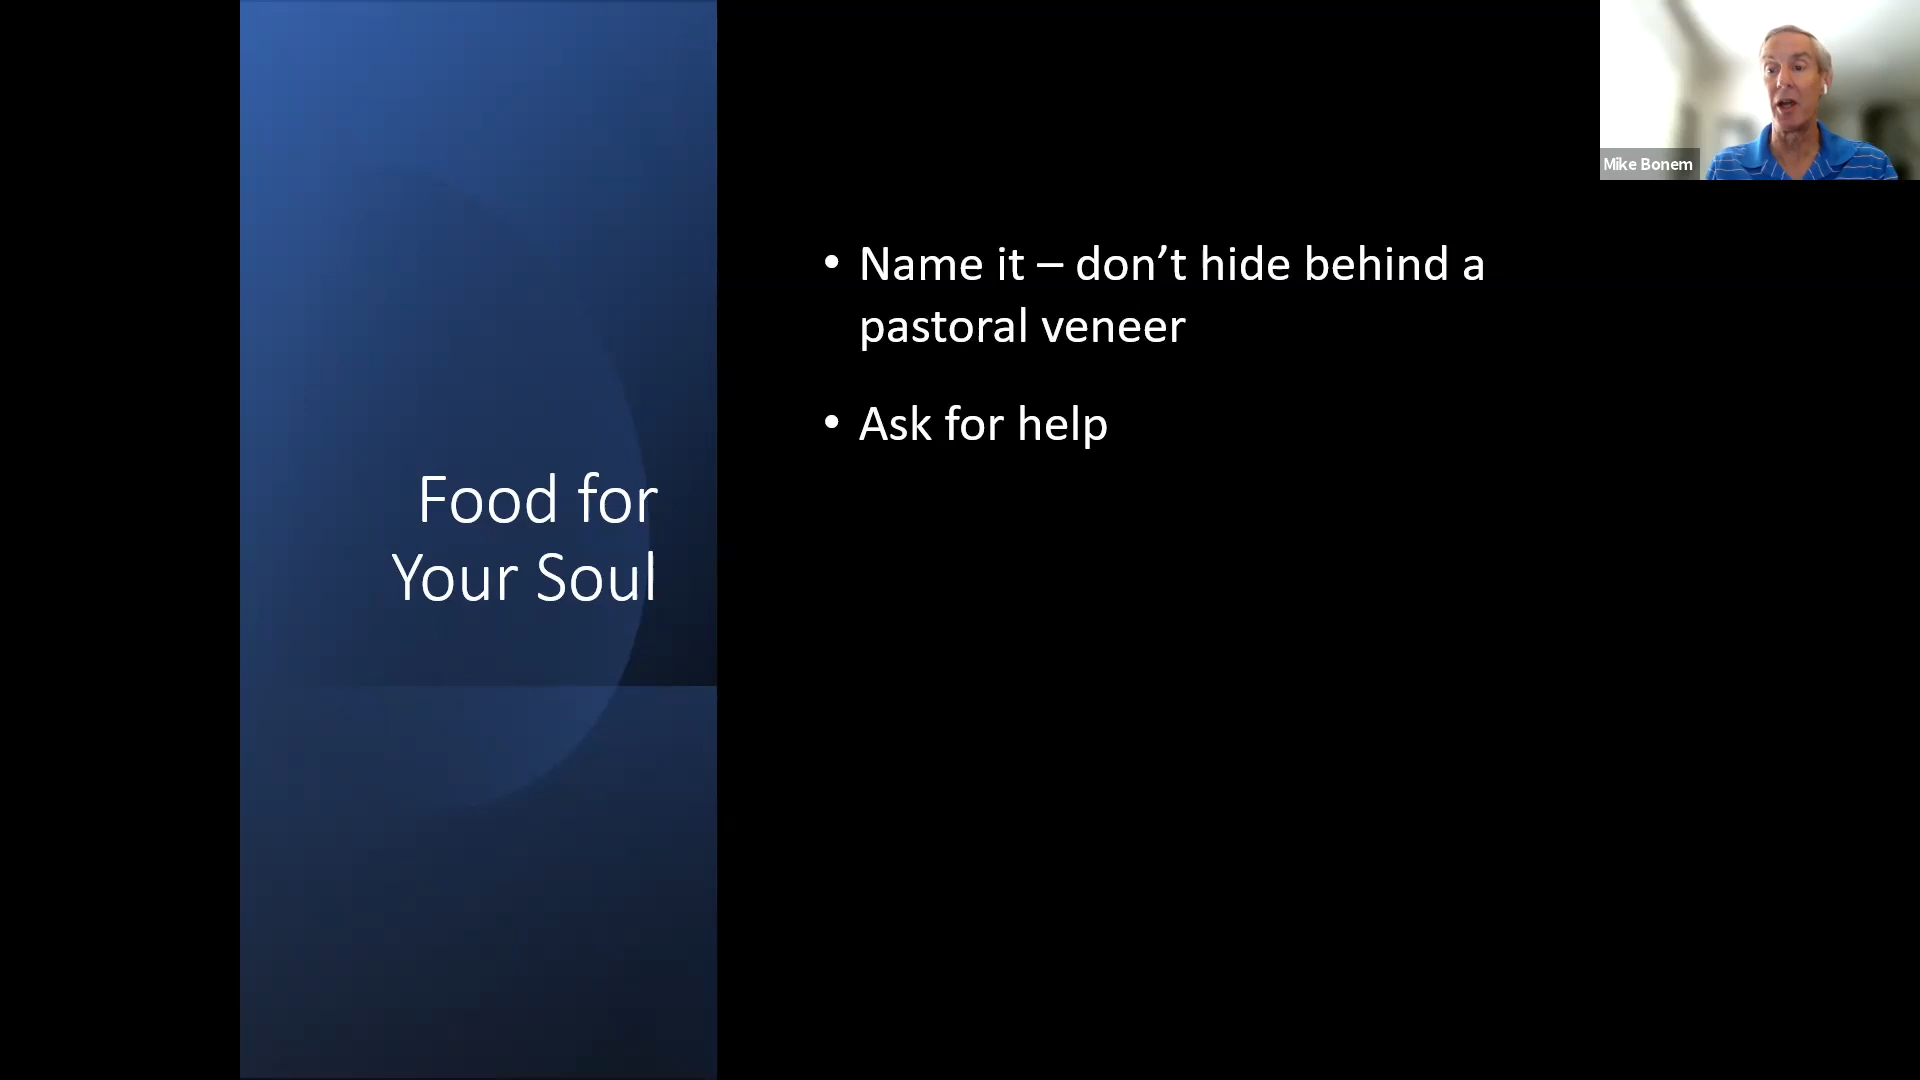 Food for
Your Soul
• Name it – don’t hide behind a
pastoral veneer
• Ask for help
Mike Bonem